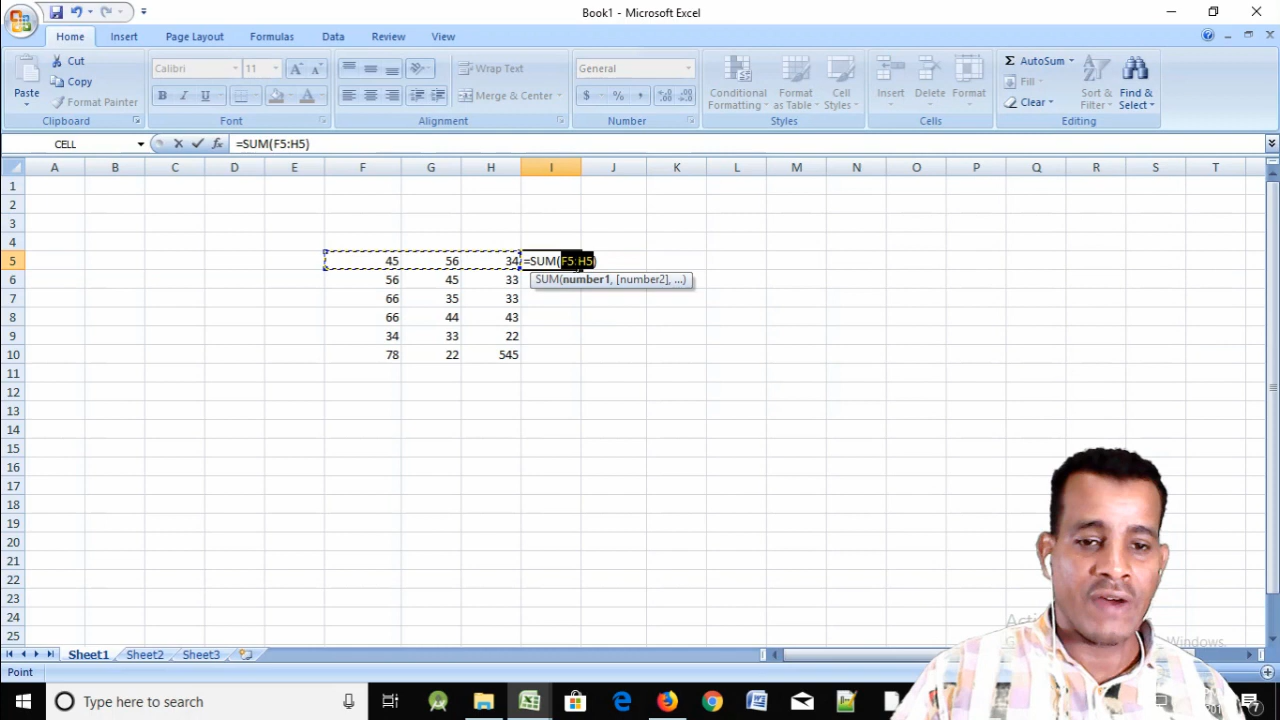 Book1 - Microsoft Excel
Home Insert Page Layout Formulas Data Review View
Paste
Cut
Copy
Format Painter
Clipboard
Calibri 11
Font
Wrap Text
Merge & Center
Alignment
General
Number
Conditional Formatting
Format as Table
Cell Styles
Styles
Insert Delete Format
Cells
AutoSum
Fill
Clear
Sort & Filter
Find & Select
Editing
CELL =SUM(F5:H5)
A B C D E F G H I J K L M N O P Q R S T
1
2
3
4
5 45 56 34 =SUM(F5:H5)
SUM(number1, [number2], ...)
6 56 45 33
7 66 35 33
8 66 44 43
9 34 33 22
10 78 22 545
11
12
13
14
15
16
17
18
19
20
21
22
23
24
25
Windows.
Sheet1 Sheet2 Sheet3
Point
Type here to search
7